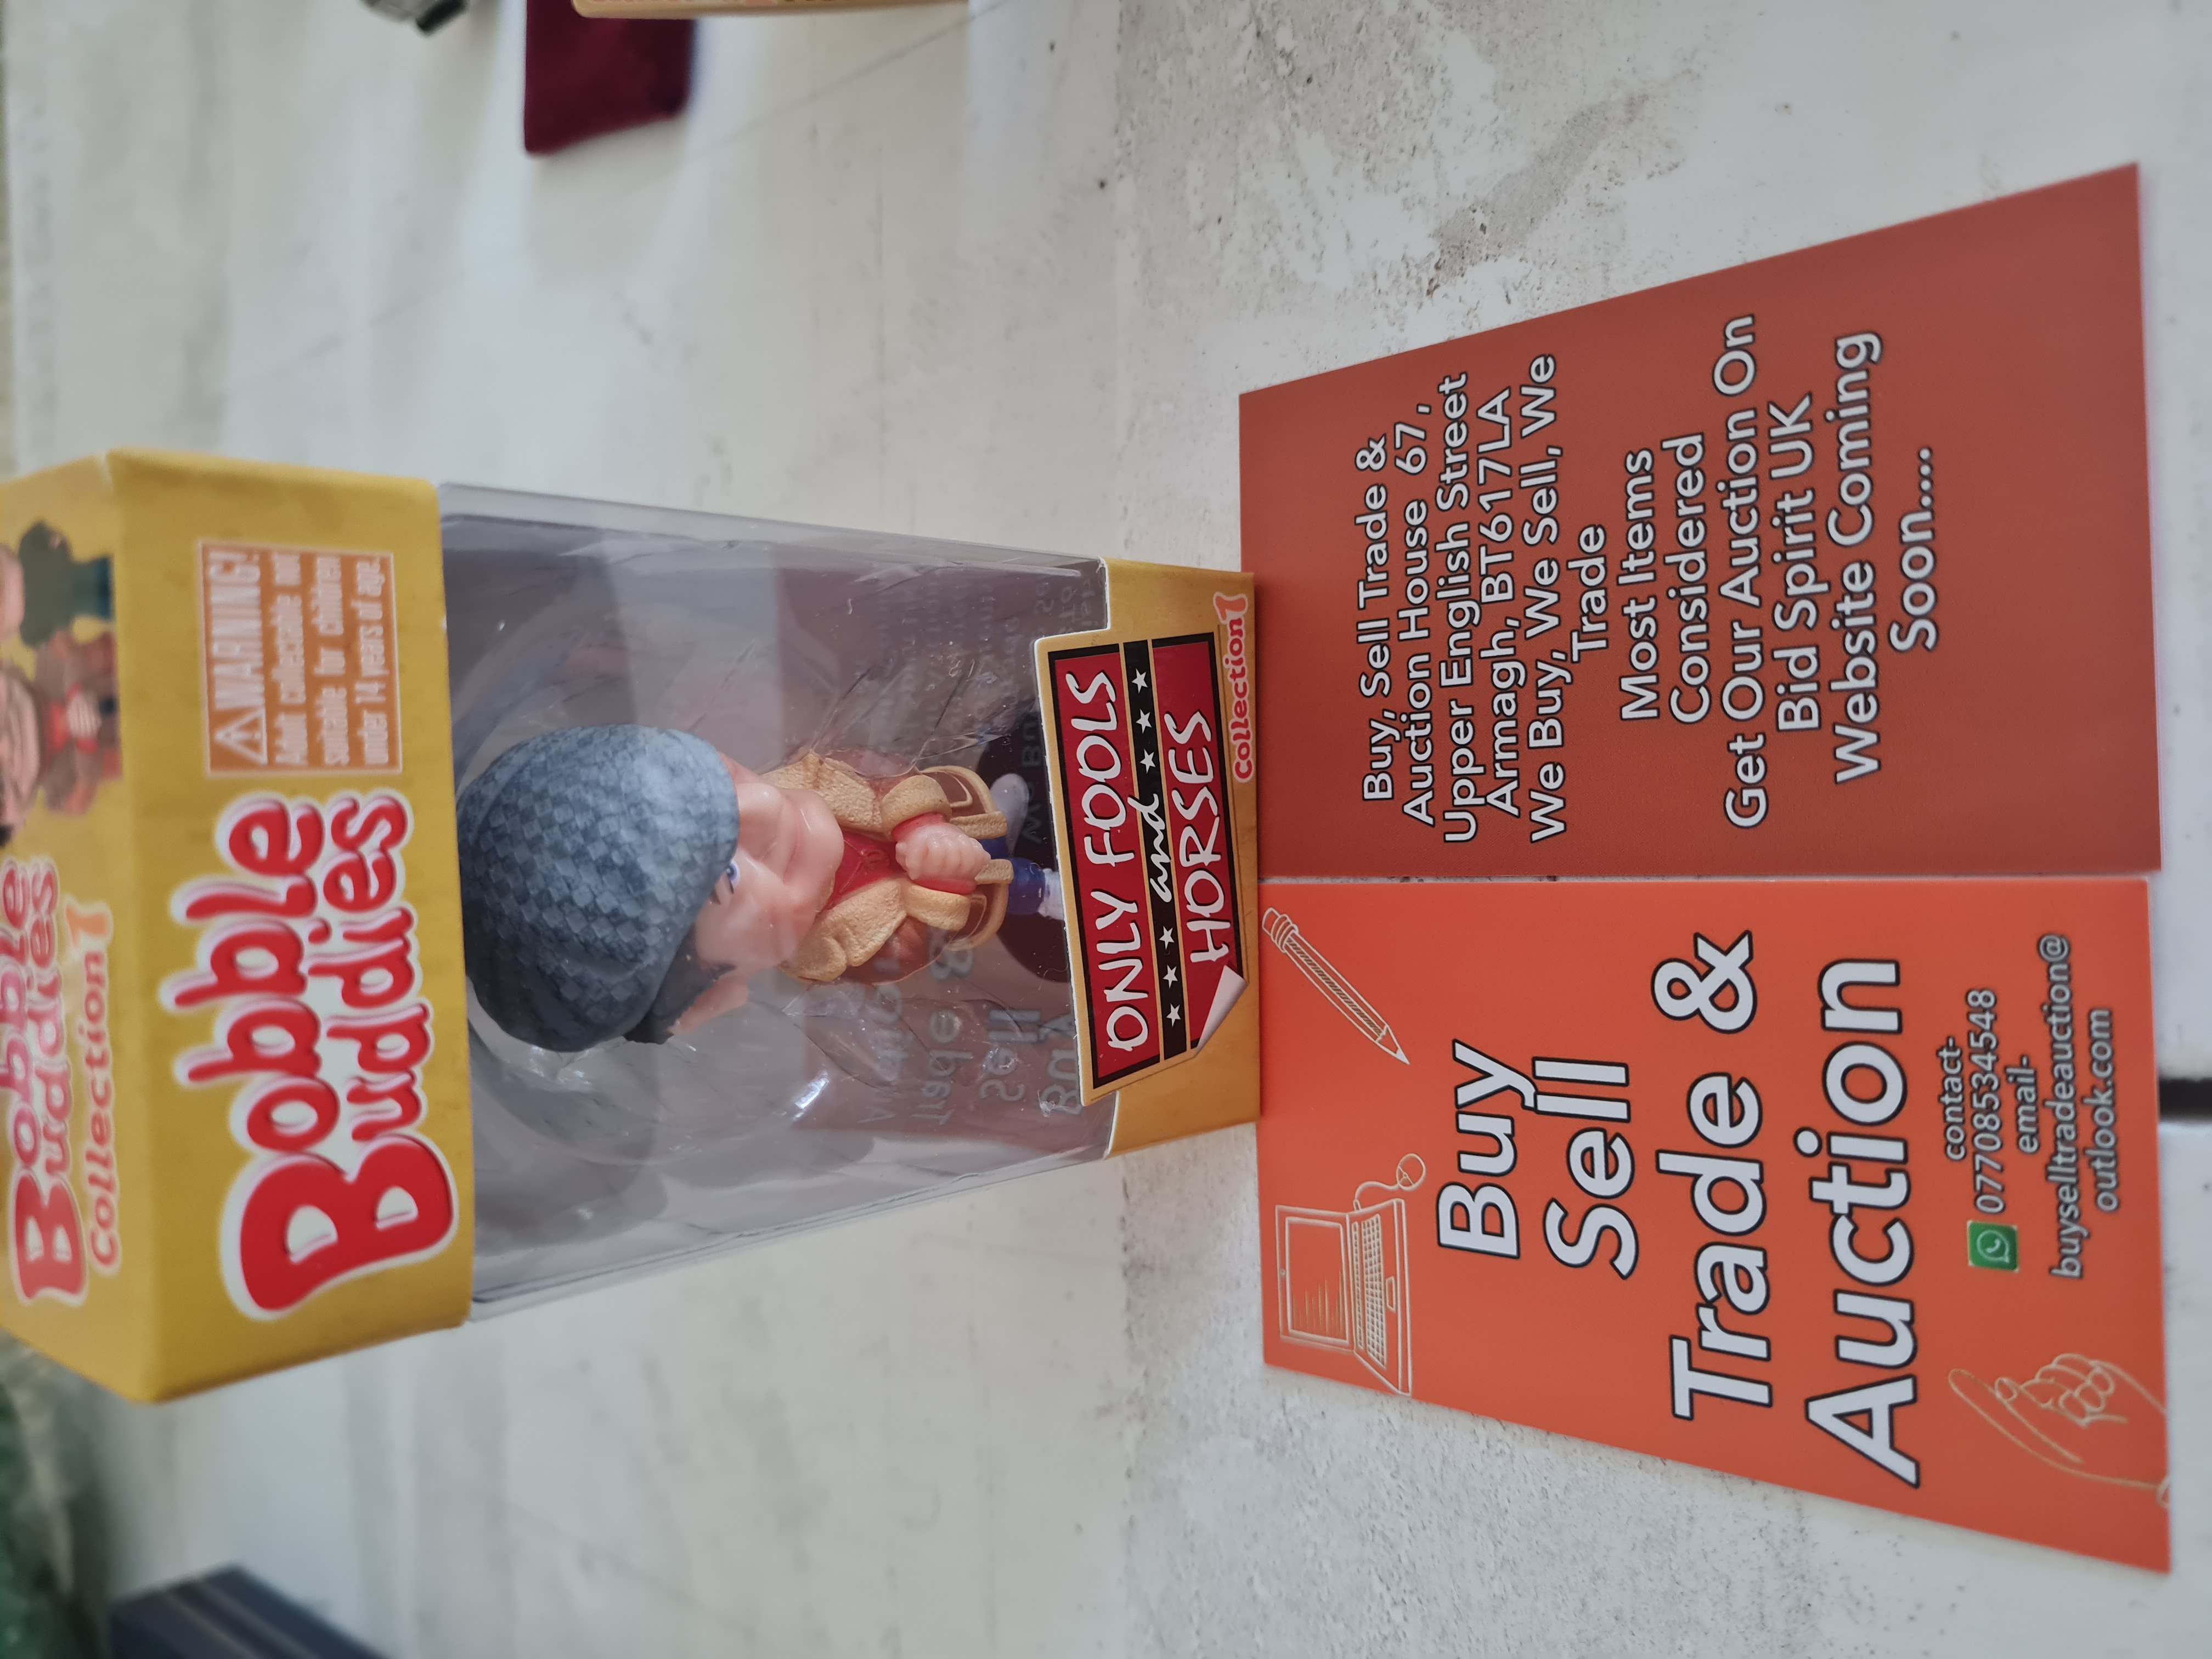 Bobble
Buddies
Collection 1
Bobble
Buddies
WARNING!
Adult collectable not
suitable for children
under 14 years of age
ONLY FOOLS
and
HORSES
Collection 1
Buy
Sell
Trade &
Auction
contact-
07708534548
email-
buyselltradeauction@
outlook.com
Buy, Sell Trade &
Auction House 67,
Upper English Street
Armagh, BT617LA
We Buy, We Sell, We
Trade
Most Items
Considered
Get Our Auction On
Bid Spirit UK
Website Coming
Soon....